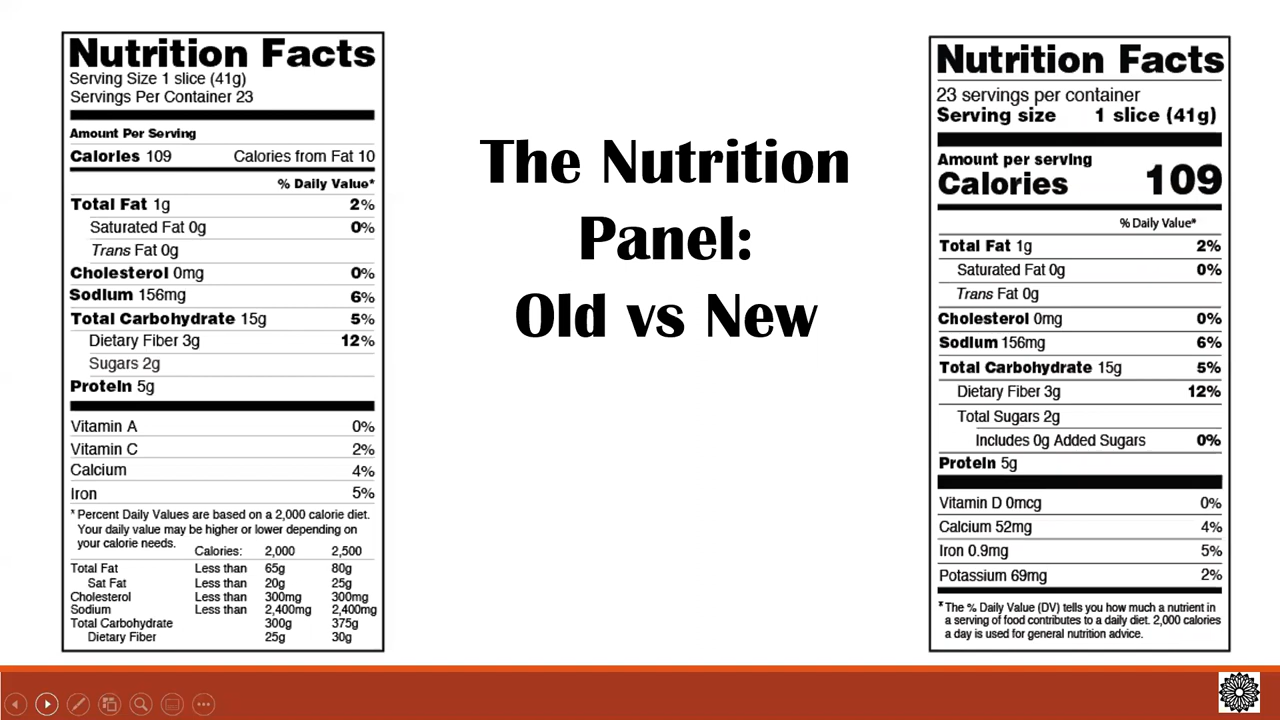 Nutrition Facts
Serving Size 1 slice (41g)
Servings Per Container 23
Amount Per Serving
Calories 109 Calories from Fat 10
% Daily Value*
Total Fat 1g 2%
Saturated Fat 0g 0%
Trans Fat 0g
Cholesterol 0mg 0%
Sodium 156mg 6%
Total Carbohydrate 15g 5%
Dietary Fiber 3g 12%
Sugars 2g
Protein 5g
Vitamin A 0%
Vitamin C 2%
Calcium 4%
Iron 5%
* Percent Daily Values are based on a 2,000 calorie diet.
Your daily value may be higher or lower depending on
your calorie needs.
Calories: 2,000 2,500
Total Fat Less than 65g 80g
Sat Fat Less than 20g 25g
Cholesterol Less than 300mg 300mg
Sodium Less than 2,400mg 2,400mg
Total Carbohydrate 300g 375g
Dietary Fiber 25g 30g
The Nutrition
Panel:
Old vs New
Nutrition Facts
23 servings per container
Serving size 1 slice (41g)
Amount per serving
Calories 109
% Daily Value*
Total Fat 1g 2%
Saturated Fat 0g 0%
Trans Fat 0g
Cholesterol 0mg 0%
Sodium 156mg 6%
Total Carbohydrate 15g 5%
Dietary Fiber 3g 12%
Total Sugars 2g
Includes 0g Added Sugars 0%
Protein 5g
Vitamin D 0mcg 0%
Calcium 52mg 4%
Iron 0.9mg 5%
Potassium 69mg 2%
* The % Daily Value (DV) tells you how much a nutrient in
a serving of food contributes to a daily diet. 2,000 calories
a day is used for general nutrition advice.